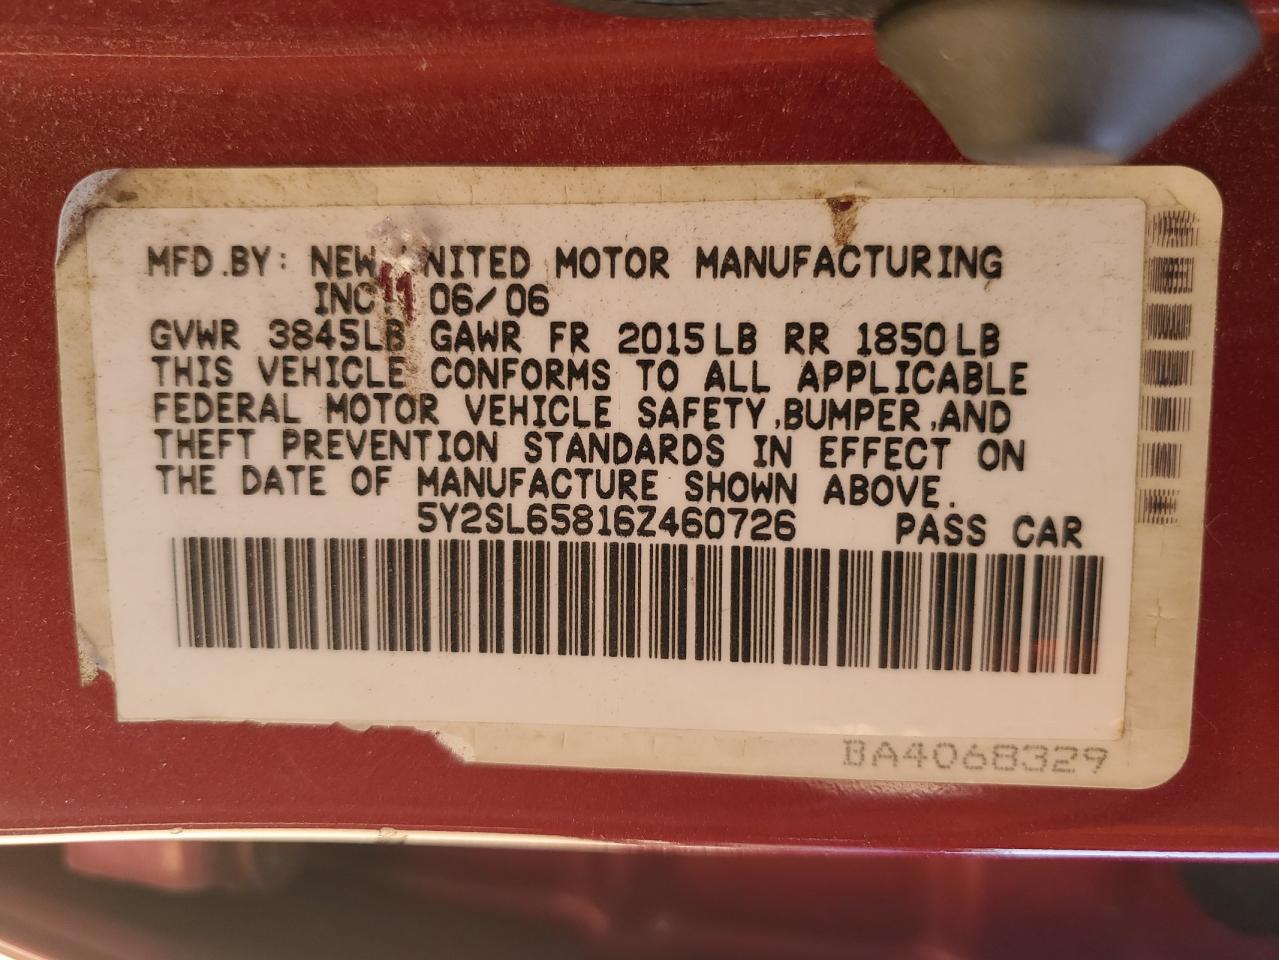 MFD.BY: NEW UNITED MOTOR MANUFACTURING
INC. 06/06
GVWR 3845LB GAWR FR 2015LB RR 1850LB
THIS VEHICLE CONFORMS TO ALL APPLICABLE
FEDERAL MOTOR VEHICLE SAFETY,BUMPER,AND
THEFT PREVENTION STANDARDS IN EFFECT ON
THE DATE OF MANUFACTURE SHOWN ABOVE.
5Y2SL65816Z460726 PASS CAR
BA4068329